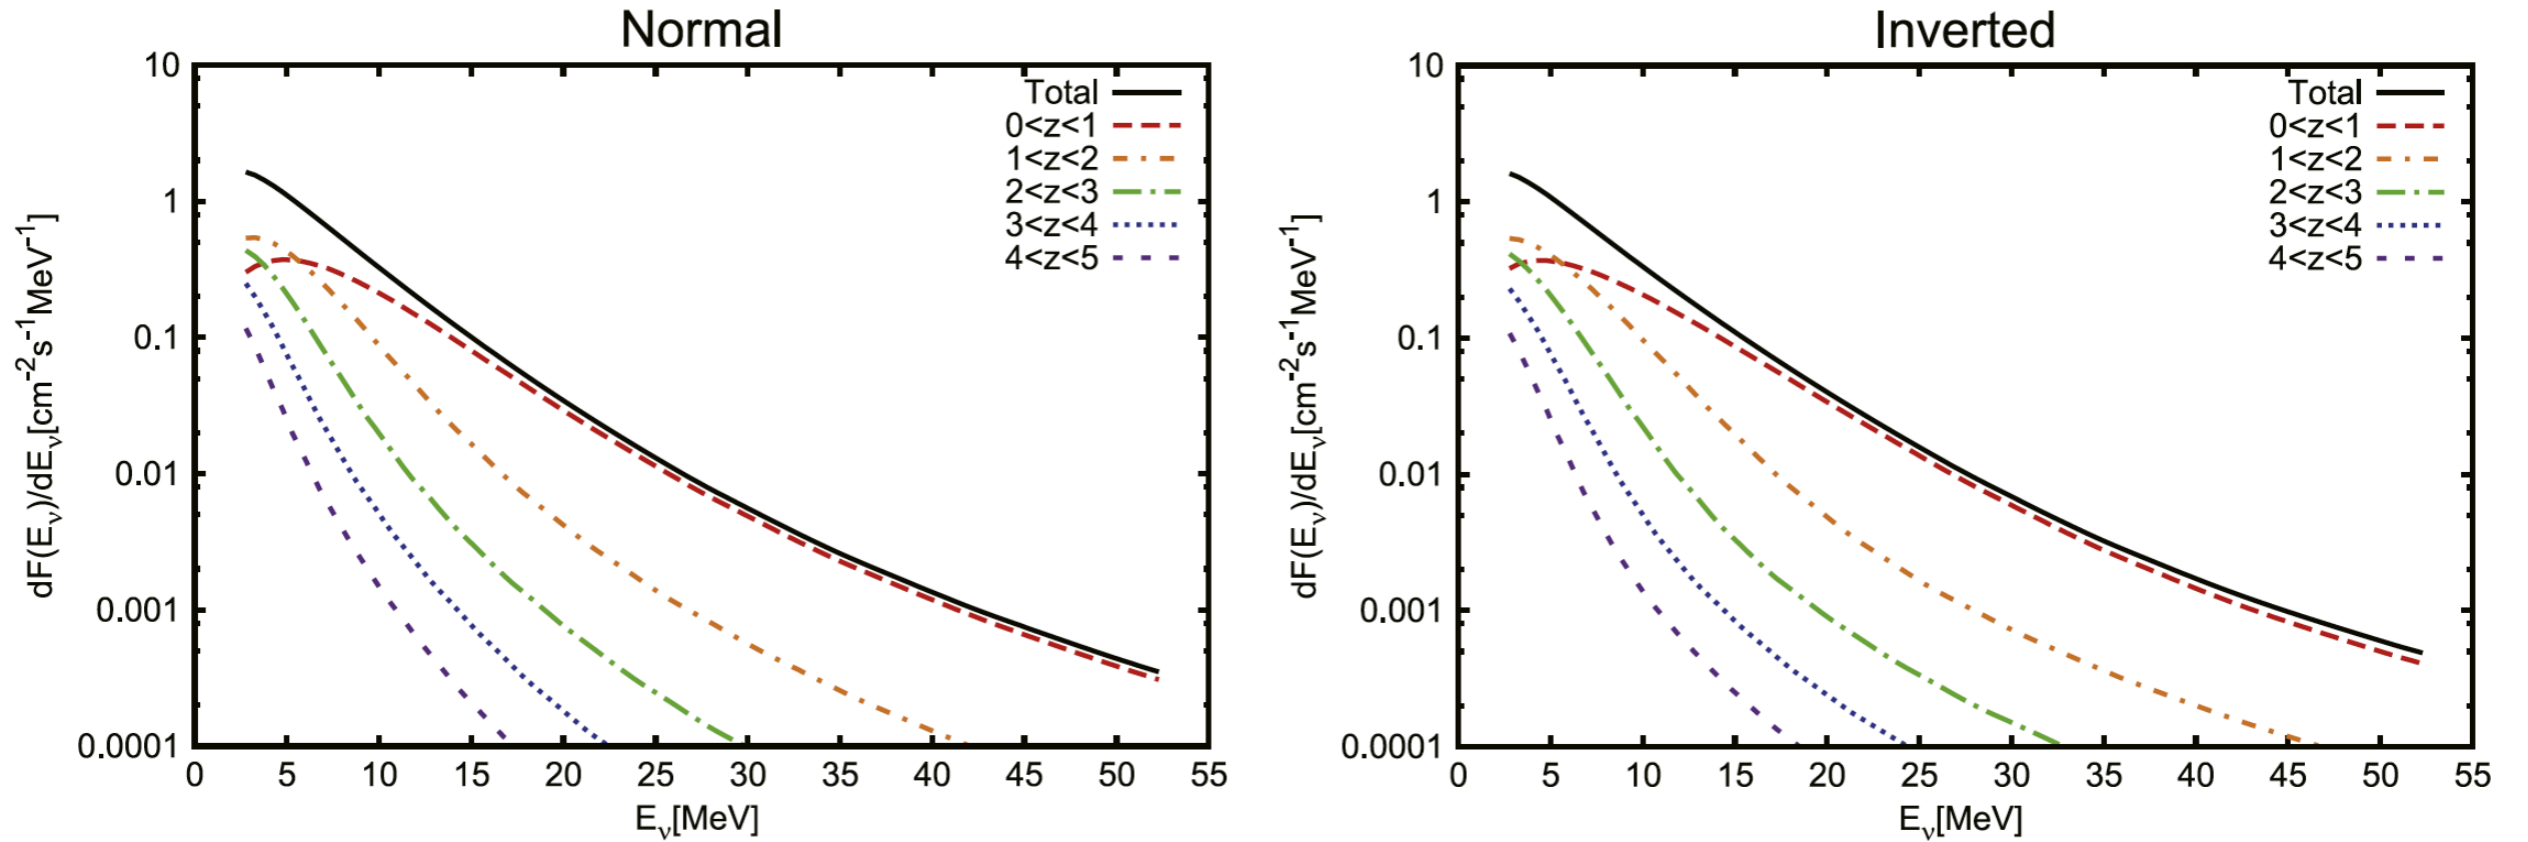 Normal
10
1
0.1
0.01
0.001
0.0001
dF(Eν)/dEν[cm-2s-1MeV-1]
Total
0<z<1
1<z<2
2<z<3
3<z<4
4<z<5
0 5 10 15 20 25 30 35 40 45 50 55
Eν[MeV]
Inverted
10
1
0.1
0.01
0.001
0.0001
dF(Eν)/dEν[cm-2s-1MeV-1]
Total
0<z<1
1<z<2
2<z<3
3<z<4
4<z<5
0 5 10 15 20 25 30 35 40 45 50 55
Eν[MeV]